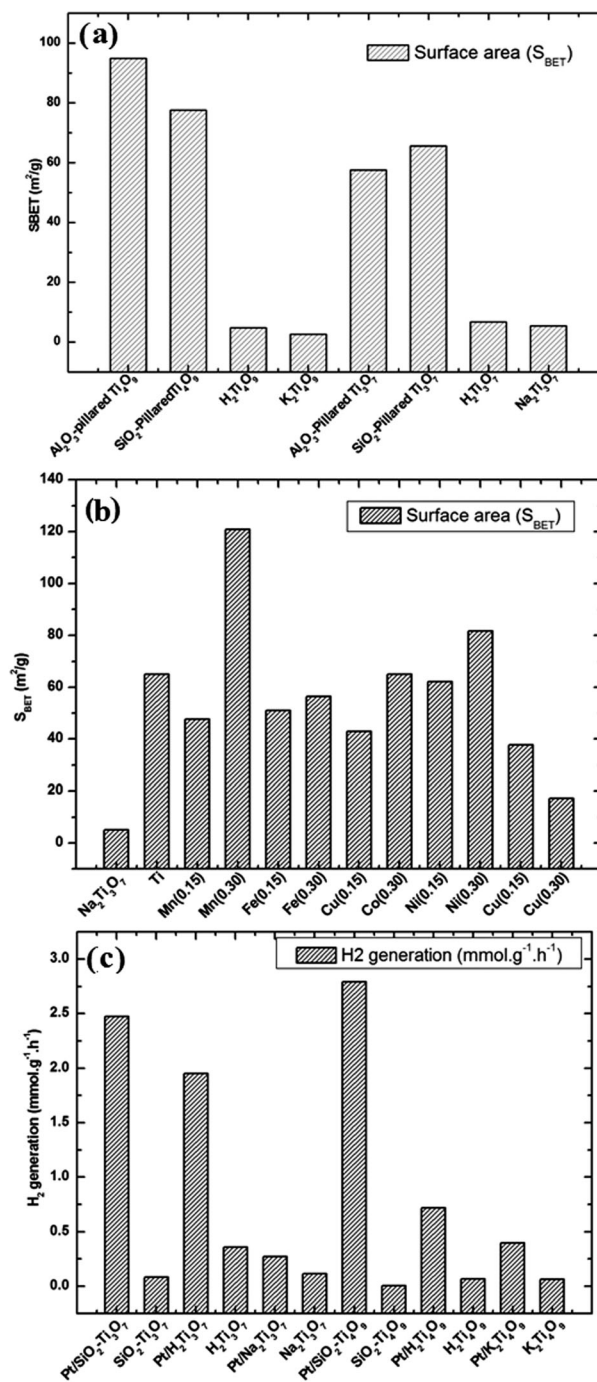 (a)
Surface area (S_BET)
SBET (m²/g)
100
80
60
40
20
0
Al₂O₃-pillared Ti₄O₉
SiO₂-PillaredTi₄O₉
H₂Ti₄O₉
K₂Ti₄O₉
Al₂O₃-Pillared Ti₃O₇
SiO₂-Pillared Ti₃O₇
H₂Ti₃O₇
Na₂Ti₃O₇
(b)
Surface area (S_BET)
S_BET (m²/g)
140
120
100
80
60
40
20
0
Na₂Ti₃O₇
Ti
Mn(0.15)
Mn(0.30)
Fe(0.15)
Fe(0.30)
Cu(0.15)
Co(0.30)
Ni(0.15)
Ni(0.30)
Cu(0.15)
Cu(0.30)
(c)
H2 generation (mmol.g⁻¹.h⁻¹)
H₂ generation (mmol.g⁻¹.h⁻¹)
3.0
2.5
2.0
1.5
1.0
0.5
0.0
Pt/SiO₂-Ti₃O₇
SiO₂-Ti₃O₇
Pt/H₂Ti₃O₇
H₂Ti₃O₇
Pt/Na₂Ti₃O₇
Na₂Ti₃O₇
Pt/SiO₂-Ti₄O₉
SiO₂-Ti₄O₉
Pt/H₂Ti₄O₉
H₂Ti₄O₉
Pt/K₂Ti₄O₉
K₂Ti₄O₉